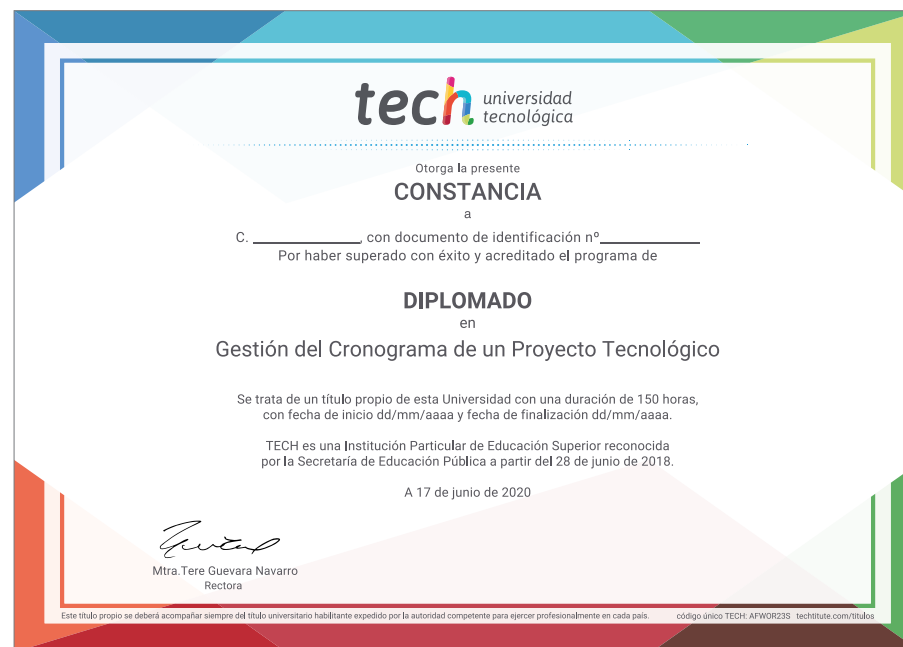 tech universidad
tecnológica
Otorga la presente
CONSTANCIA
a
C. ____________, con documento de identificación nº____________
Por haber superado con éxito y acreditado el programa de
DIPLOMADO
en
Gestión del Cronograma de un Proyecto Tecnológico
Se trata de un título propio de esta Universidad con una duración de 150 horas,
con fecha de inicio dd/mm/aaaa y fecha de finalización dd/mm/aaaa.
TECH es una Institución Particular de Educación Superior reconocida
por la Secretaría de Educación Pública a partir del 28 de junio de 2018.
A 17 de junio de 2020
Mtra.Tere Guevara Navarro
Rectora
Este título propio se deberá acompañar siempre del título universitario habilitante expedido por la autoridad competente para ejercer profesionalmente en cada país. código único TECH: AFWOR23S techtitute.com/titulos